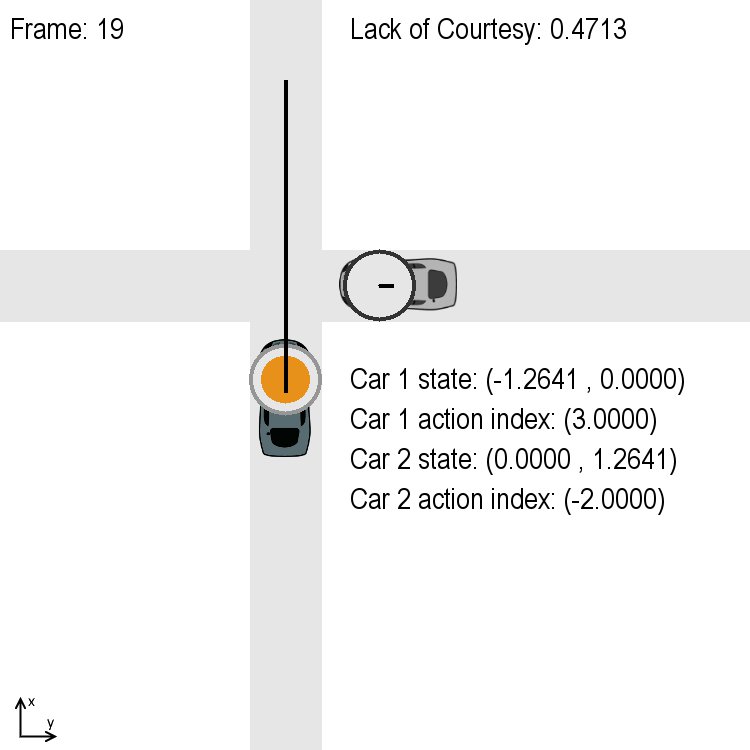 Frame: 19
Lack of Courtesy: 0.4713
Car 1 state: (-1.2641 , 0.0000)
Car 1 action index: (3.0000)
Car 2 state: (0.0000 , 1.2641)
Car 2 action index: (-2.0000)
x
y